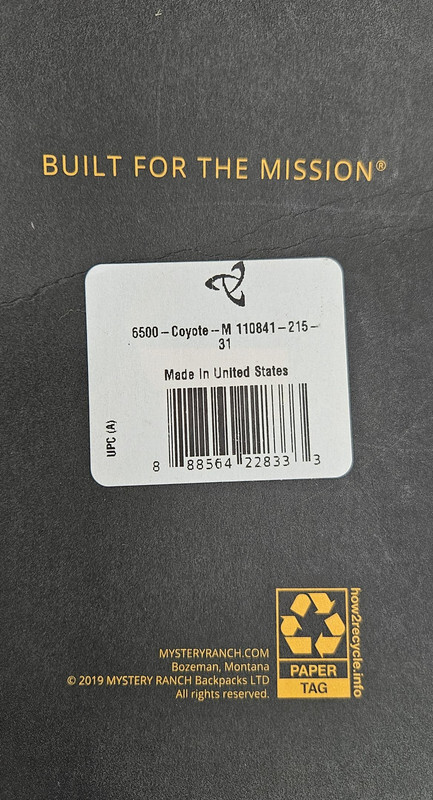 BUILT FOR THE MISSION®
6500-Coyote--M 110841-215-
31
Made In United States
UPC (A)
8 88564 22833 3
how2recycle.info
PAPER
TAG
MYSTERYRANCH.COM
Bozeman, Montana
© 2019 MYSTERY RANCH Backpacks LTD
All rights reserved.